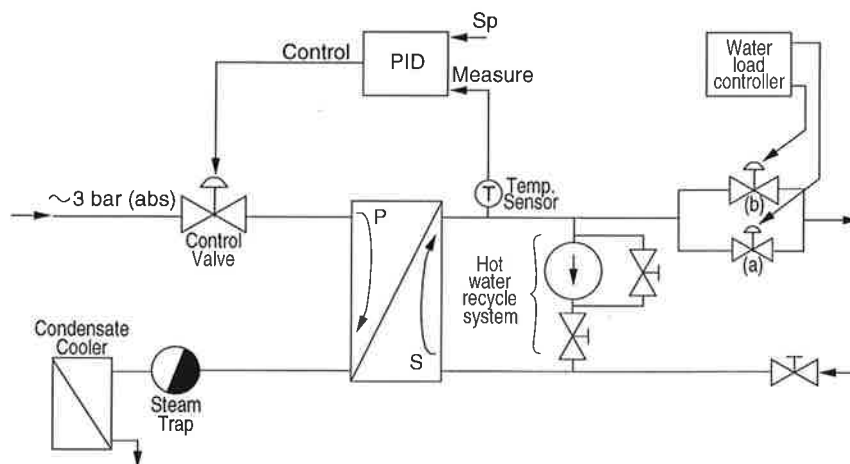 Sp
Control
PID
Measure
Water
load
controller
~3 bar (abs)
T
Temp.
Sensor
(b)
(a)
P
Control
Valve
Hot
water
recycle
system
Condensate
Cooler
S
Steam
Trap